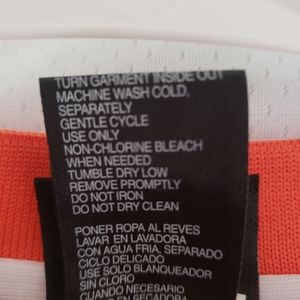 TURN GARMENT INSIDE OUT
MACHINE WASH COLD,
SEPARATELY
GENTLE CYCLE
USE ONLY
NON-CHLORINE BLEACH
WHEN NEEDED
TUMBLE DRY LOW
REMOVE PROMPTLY
DO NOT IRON
DO NOT DRY CLEAN
PONER ROPA AL REVES
LAVAR EN LAVADORA
CON AGUA FRIA, SEPARADO
CICLO DELICADO
USE SOLO BLANQUEADOR
SIN CLORO
CUANDO NECESARIO
EN SECADORA